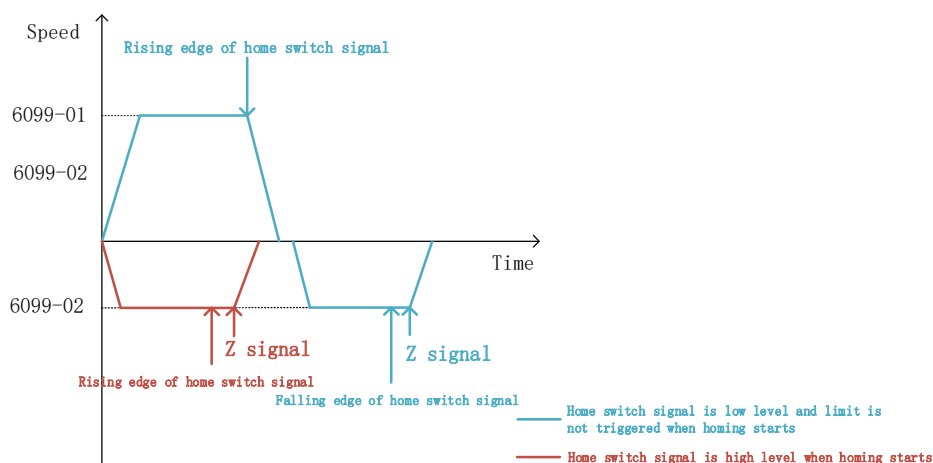 Speed
Rising edge of home switch signal
6099-01
6099-02
Time
6099-02
Z signal
Z signal
Rising edge of home switch signal
Falling edge of home switch signal
Home switch signal is low level and limit is
not triggered when homing starts
Home switch signal is high level when homing starts